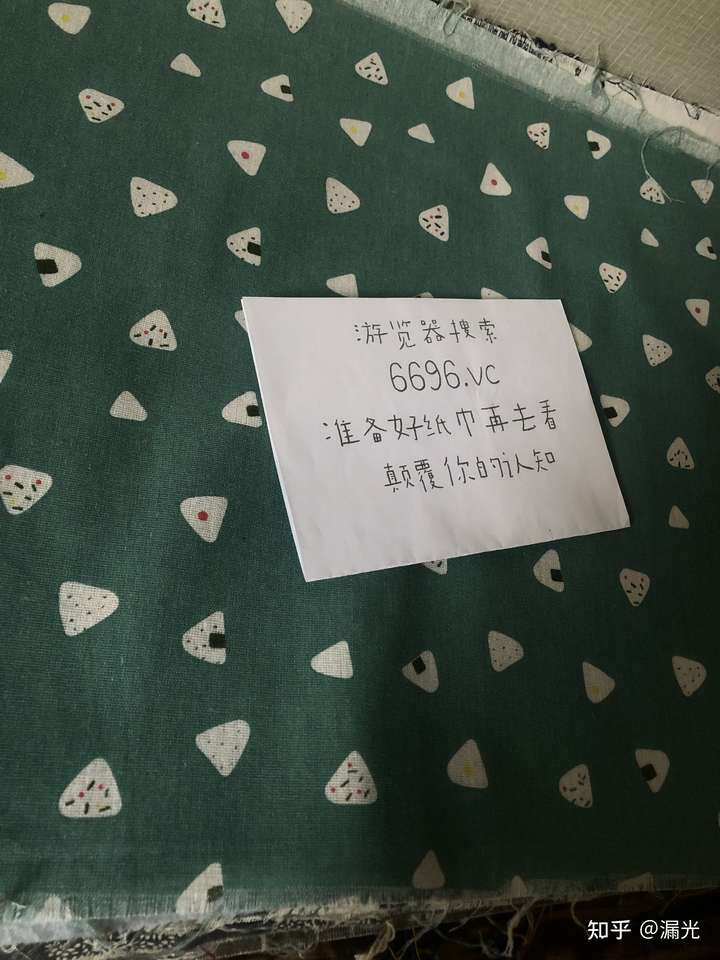 游览器搜索
6696.vc
准备好纸巾再去看
颠覆你的认知
知乎 @漏光